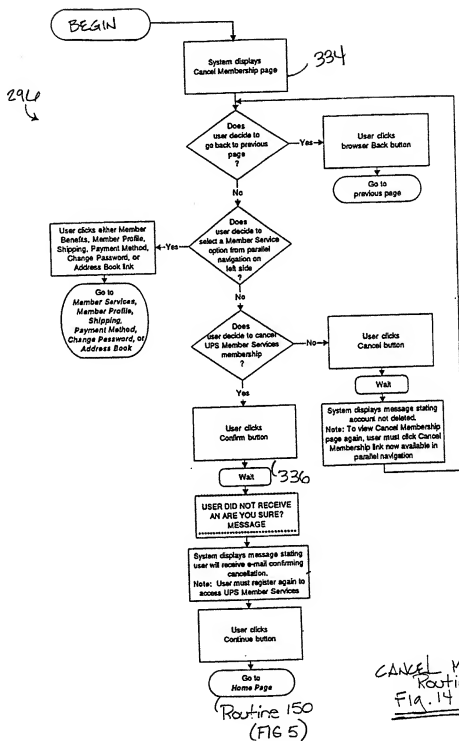 BEGIN
System displays
Cancel Membership page
334
296
Does
user decide to
go back to previous
page
?
Yes
User clicks
browser Back button
Go to
previous page
No
Does
user decide to
select a Member Service
option from parallel
navigation on
left side
?
Yes
User clicks either Member
Benefits, Member Profile,
Shipping, Payment Method,
Change Password, or
Address Book link
Go to
Member Services,
Member Profile,
Shipping,
Payment Method,
Change Password, or
Address Book
No
Does
user decide to cancel
UPS Member Services
membership
?
No
User clicks
Cancel button
Wait
System displays message stating
account not deleted.
Note: To view Cancel Membership
page again, user must click Cancel
Membership link now available in
parallel navigation
Yes
User clicks
Confirm button
Wait
336
USER DID NOT RECEIVE
AN ARE YOU SURE?
MESSAGE
System displays message stating
user will receive e-mail confirming
cancellation.
Note: User must register again to
access UPS Member Services
User clicks
Continue button
Go to
Home Page
Routine 150
(FIG 5)
CANCEL M
Routin
Fig. 14